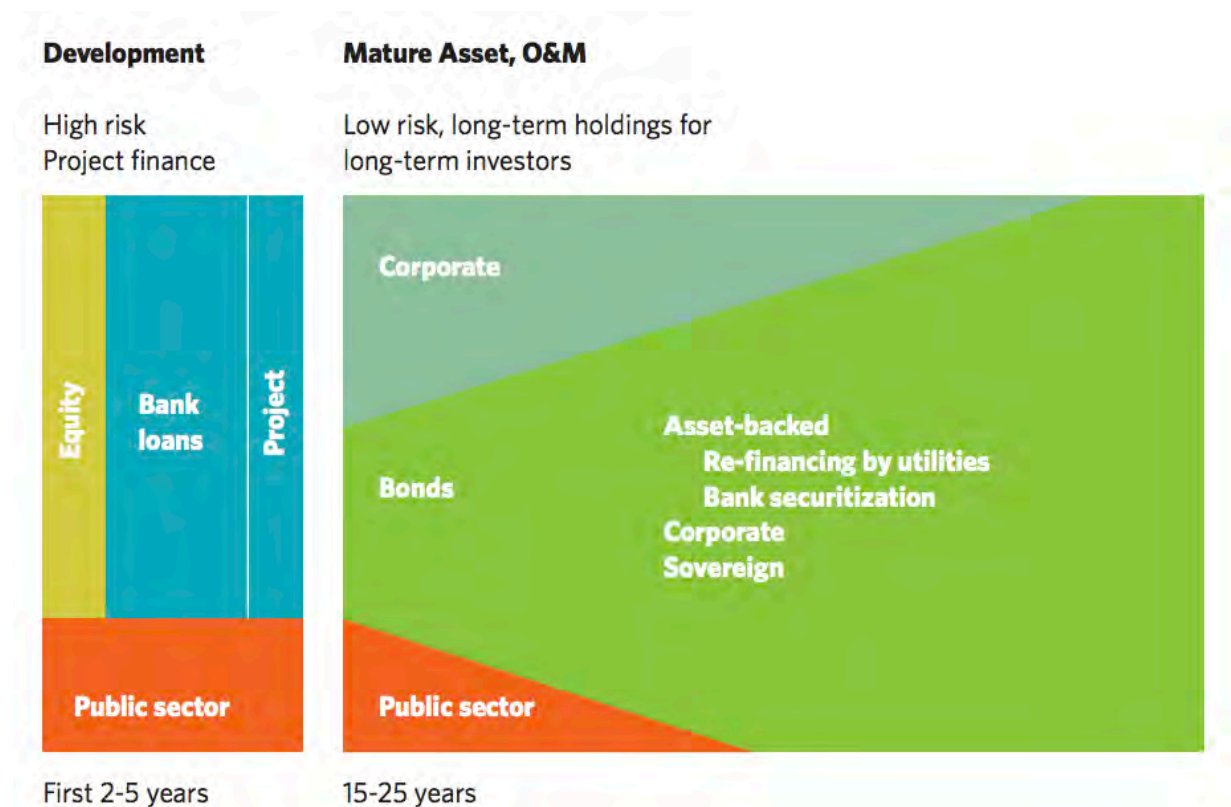 Development
High risk
Project finance
Equity
Bank
loans
Project
Public sector
First 2-5 years
Mature Asset, O&M
Low risk, long-term holdings for
long-term investors
Corporate
Bonds
Asset-backed
Re-financing by utilities
Bank securitization
Corporate
Sovereign
Public sector
15-25 years